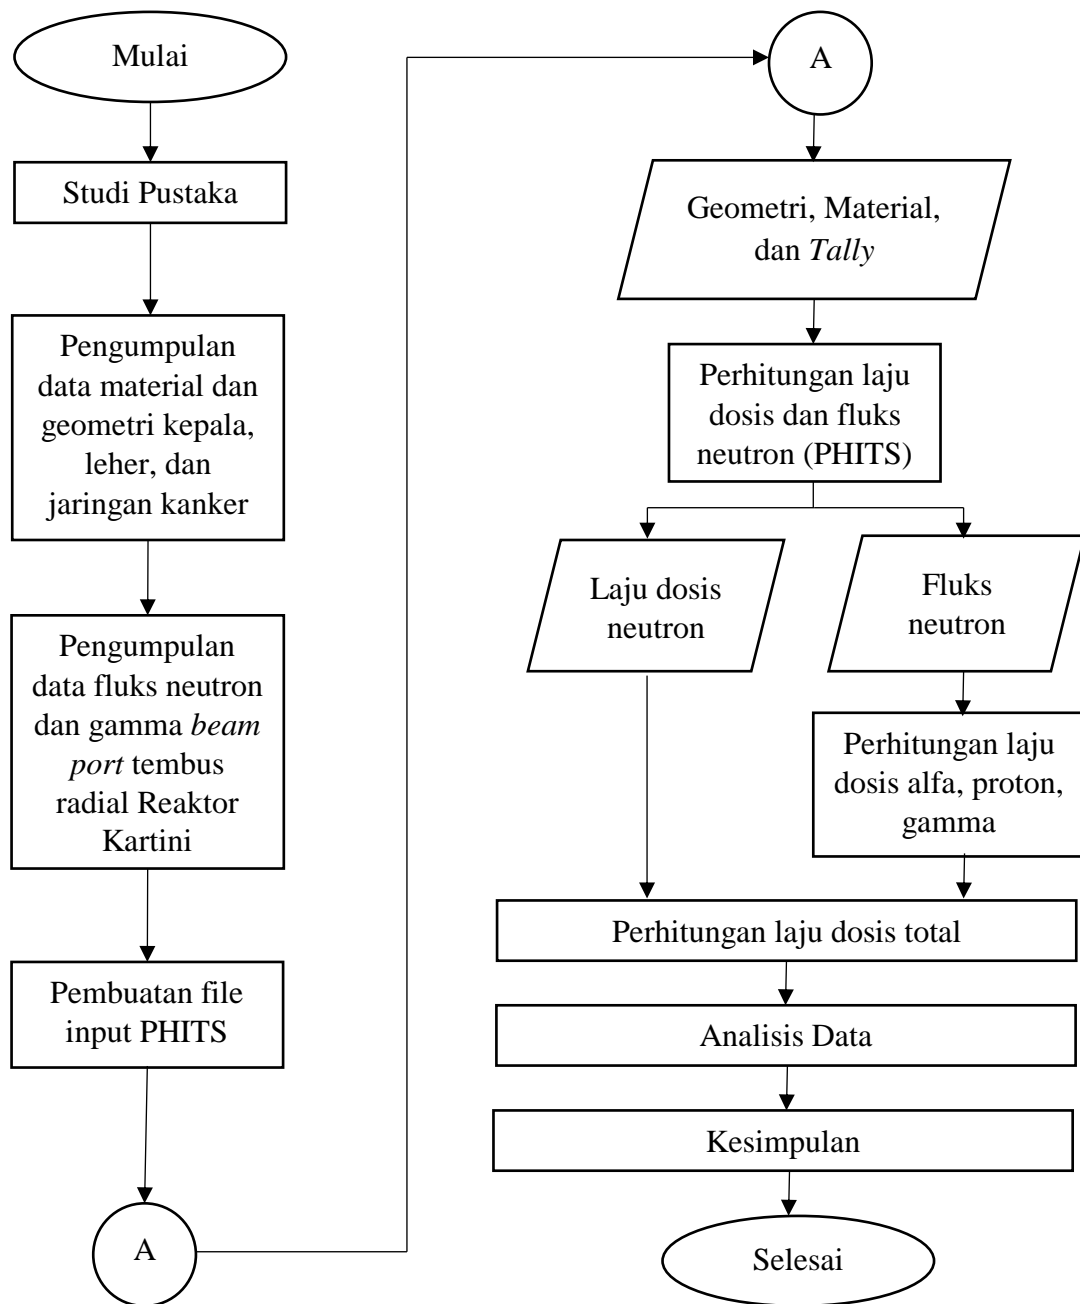 Mulai
Studi Pustaka
Pengumpulan
data material dan
geometri kepala,
leher, dan
jaringan kanker
Pengumpulan
data fluks neutron
dan gamma beam
port tembus
radial Reaktor
Kartini
Pembuatan file
input PHITS
A
A
Geometri, Material,
dan Tally
Perhitungan laju
dosis dan fluks
neutron (PHITS)
Laju dosis
neutron
Fluks
neutron
Perhitungan laju
dosis alfa, proton,
gamma
Perhitungan laju dosis total
Analisis Data
Kesimpulan
Selesai